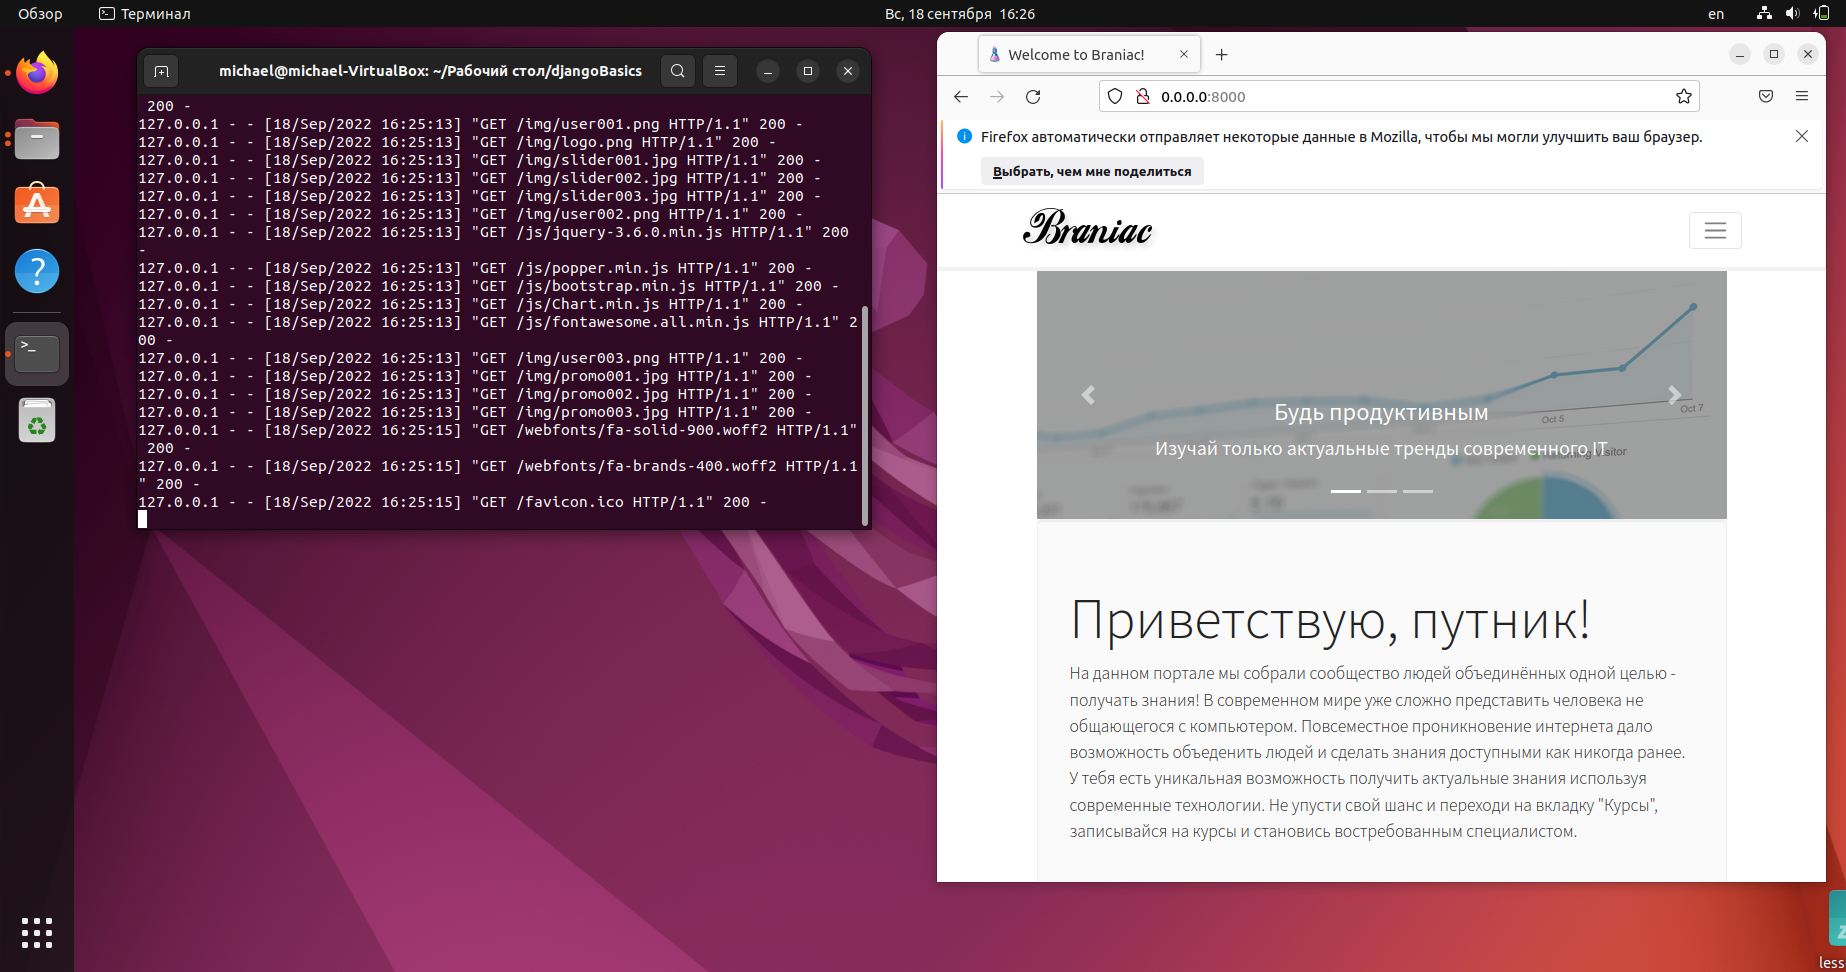 Обзор
Терминал
Вс, 18 сентября 16:26
en
michael@michael-VirtualBox: ~/Рабочий стол/djangoBasics
 200 -
127.0.0.1 - - [18/Sep/2022 16:25:13] "GET /img/user001.png HTTP/1.1" 200 -
127.0.0.1 - - [18/Sep/2022 16:25:13] "GET /img/logo.png HTTP/1.1" 200 -
127.0.0.1 - - [18/Sep/2022 16:25:13] "GET /img/slider001.jpg HTTP/1.1" 200 -
127.0.0.1 - - [18/Sep/2022 16:25:13] "GET /img/slider002.jpg HTTP/1.1" 200 -
127.0.0.1 - - [18/Sep/2022 16:25:13] "GET /img/slider003.jpg HTTP/1.1" 200 -
127.0.0.1 - - [18/Sep/2022 16:25:13] "GET /img/user002.png HTTP/1.1" 200 -
127.0.0.1 - - [18/Sep/2022 16:25:13] "GET /js/jquery-3.6.0.min.js HTTP/1.1" 200
-
127.0.0.1 - - [18/Sep/2022 16:25:13] "GET /js/popper.min.js HTTP/1.1" 200 -
127.0.0.1 - - [18/Sep/2022 16:25:13] "GET /js/bootstrap.min.js HTTP/1.1" 200 -
127.0.0.1 - - [18/Sep/2022 16:25:13] "GET /js/Chart.min.js HTTP/1.1" 200 -
127.0.0.1 - - [18/Sep/2022 16:25:13] "GET /js/fontawesome.all.min.js HTTP/1.1" 2
00 -
127.0.0.1 - - [18/Sep/2022 16:25:13] "GET /img/user003.png HTTP/1.1" 200 -
127.0.0.1 - - [18/Sep/2022 16:25:13] "GET /img/promo001.jpg HTTP/1.1" 200 -
127.0.0.1 - - [18/Sep/2022 16:25:13] "GET /img/promo002.jpg HTTP/1.1" 200 -
127.0.0.1 - - [18/Sep/2022 16:25:13] "GET /img/promo003.jpg HTTP/1.1" 200 -
127.0.0.1 - - [18/Sep/2022 16:25:15] "GET /webfonts/fa-solid-900.woff2 HTTP/1.1"
 200 -
127.0.0.1 - - [18/Sep/2022 16:25:15] "GET /webfonts/fa-brands-400.woff2 HTTP/1.1
" 200 -
127.0.0.1 - - [18/Sep/2022 16:25:15] "GET /favicon.ico HTTP/1.1" 200 -
Welcome to Braniac!
0.0.0.0:8000
Firefox автоматически отправляет некоторые данные в Mozilla, чтобы мы могли улучшить ваш браузер.
Выбрать, чем мне поделиться
Braniac
Oct 7
Oct 5
Будь продуктивным
Изучай только актуальные тренды современного IT
Приветствую, путник!
На данном портале мы собрали сообщество людей объединённых одной целью -
получать знания! В современном мире уже сложно представить человека не
общающегося с компьютером. Повсеместное проникновение интернета дало
возможность объеденить людей и сделать знания доступными как никогда ранее.
У тебя есть уникальная возможность получить актуальные знания используя
современные технологии. Не упусти свой шанс и переходи на вкладку "Курсы",
записывайся на курсы и становись востребованным специалистом.
less